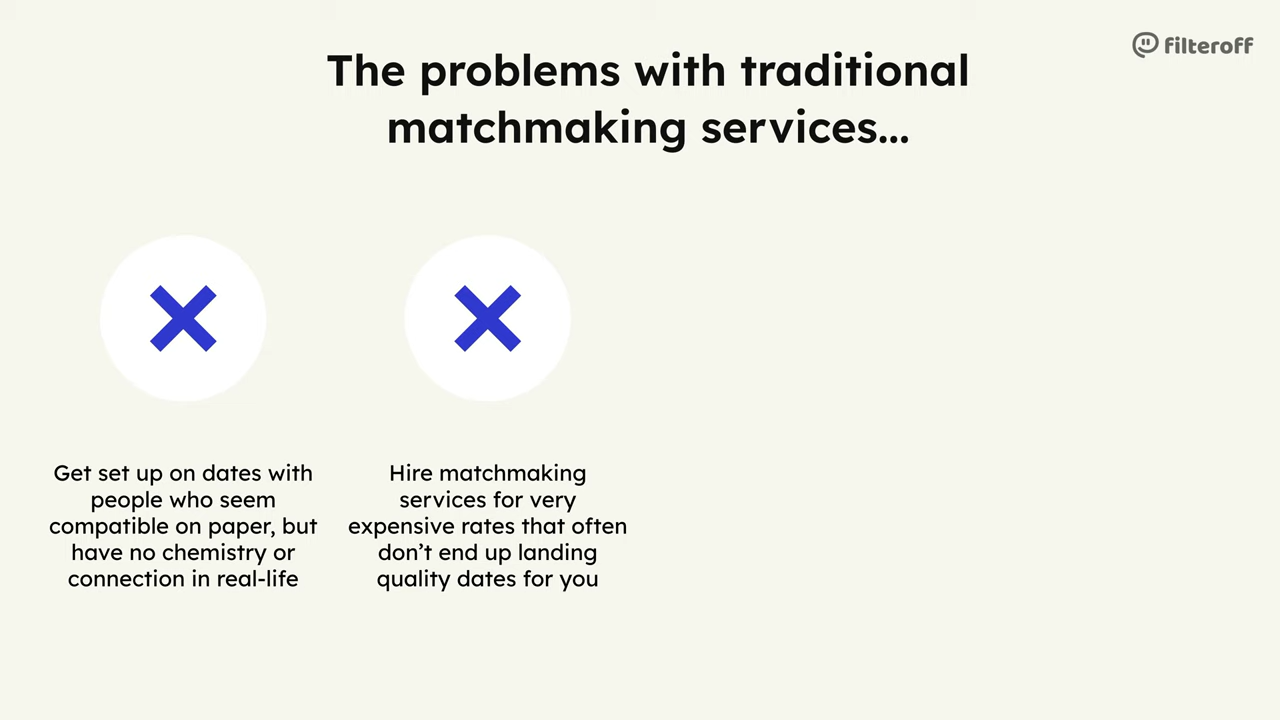 filteroff
The problems with traditional
matchmaking services...
Get set up on dates with
people who seem
compatible on paper, but
have no chemistry or
connection in real-life
Hire matchmaking
services for very
expensive rates that often
don’t end up landing
quality dates for you